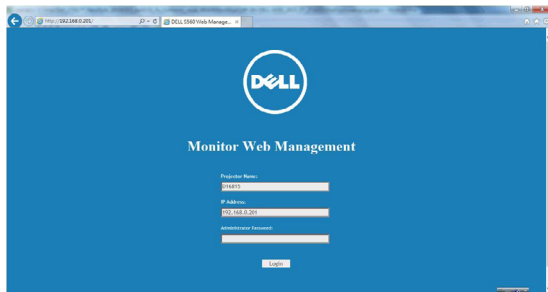 http://192.168.0.201/
DELL S560 Web Manage...
DELL
Monitor Web Management
Projector Name:
IP Address:
192.168.0.201
Administrator Password:
Login